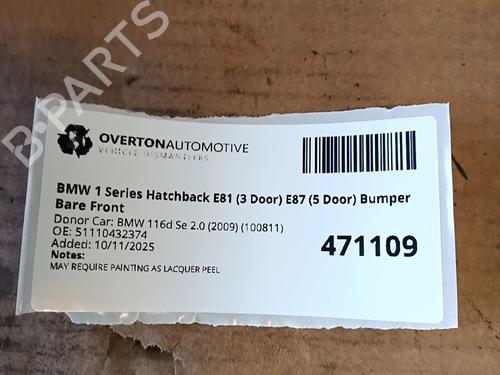 B-PARTS
OVERTONAUTOMOTIVE
VEHICLE DISMANTLERS
BMW 1 Series Hatchback E81 (3 Door) E87 (5 Door) Bumper
Bare Front
Donor Car: BMW 116d Se 2.0 (2009) (100811)
OE: 51110432374
Added: 10/11/2025
Notes:
MAY REQUIRE PAINTING AS LACQUER PEEL
471109